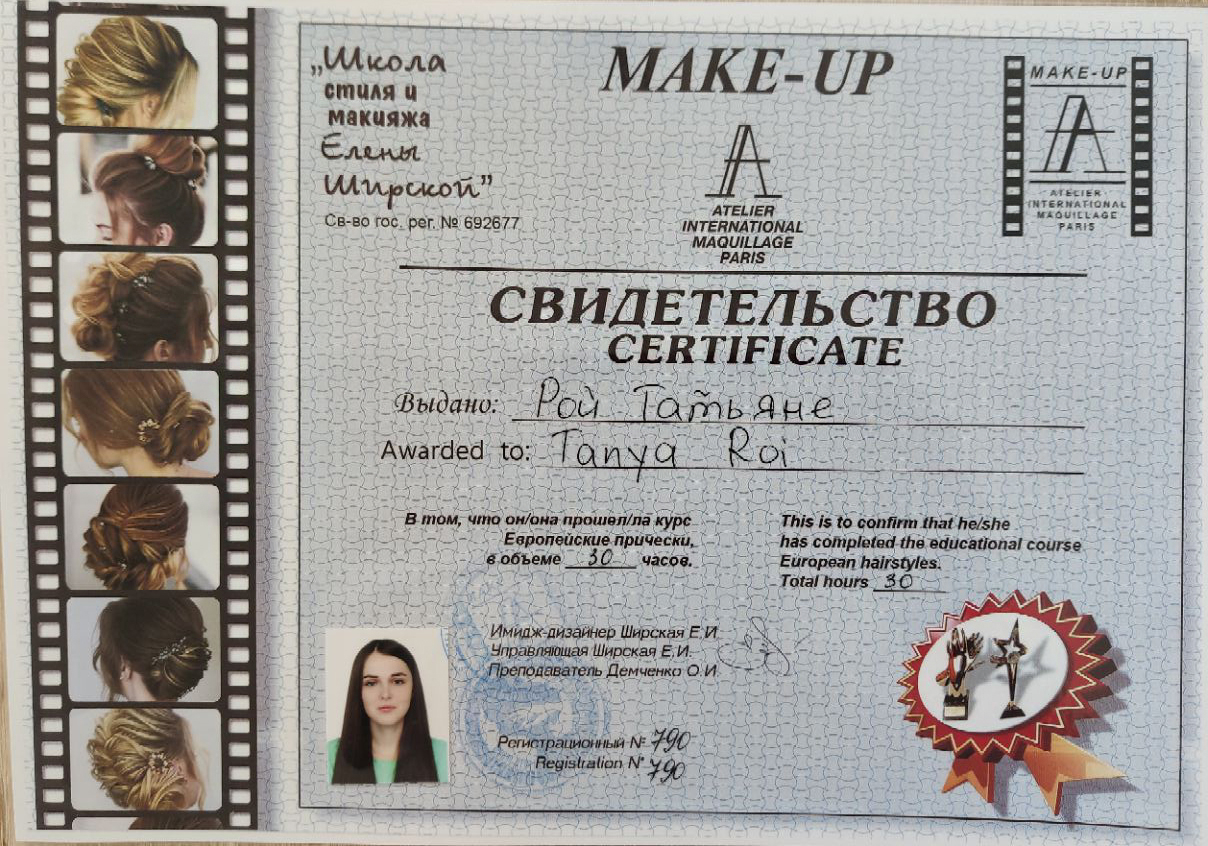 „Школа
стиля и
макияжа
Елены
Ширской”
Св-во гос. рег. № 692677
MAKE-UP
ATELIER
INTERNATIONAL
MAQUILLAGE
PARIS
MAKE-UP
ATELIER
INTERNATIONAL
MAQUILLAGE
PARIS
СВИДЕТЕЛЬСТВО
CERTIFICATE
Выдано: Рой Татьяне
Awarded to: Tanya Roi
В том, что он/она прошел/ла курс
Европейские прически,
в объеме 30 часов.
This is to confirm that he/she
has completed the educational course
European hairstyles.
Total hours 30
Имидж-дизайнер Ширская Е.И
Управляющая Ширская Е.И.
Преподаватель Демченко О.И
Регистрационный № 790
Registration N° 790